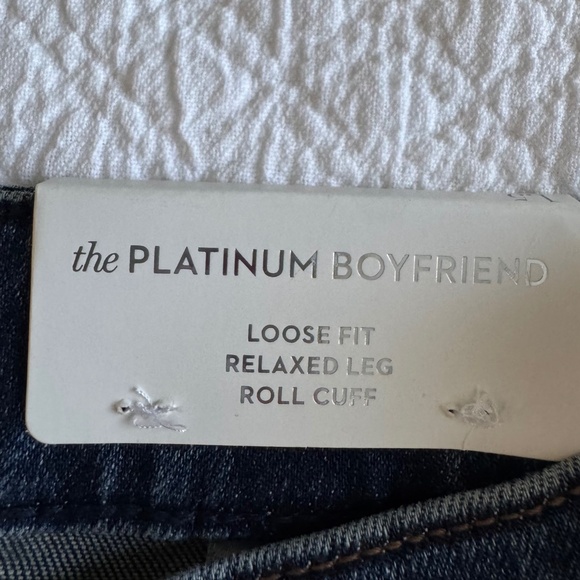 the PLATINUM BOYFRIEND
LOOSE FIT
RELAXED LEG
ROLL CUFF